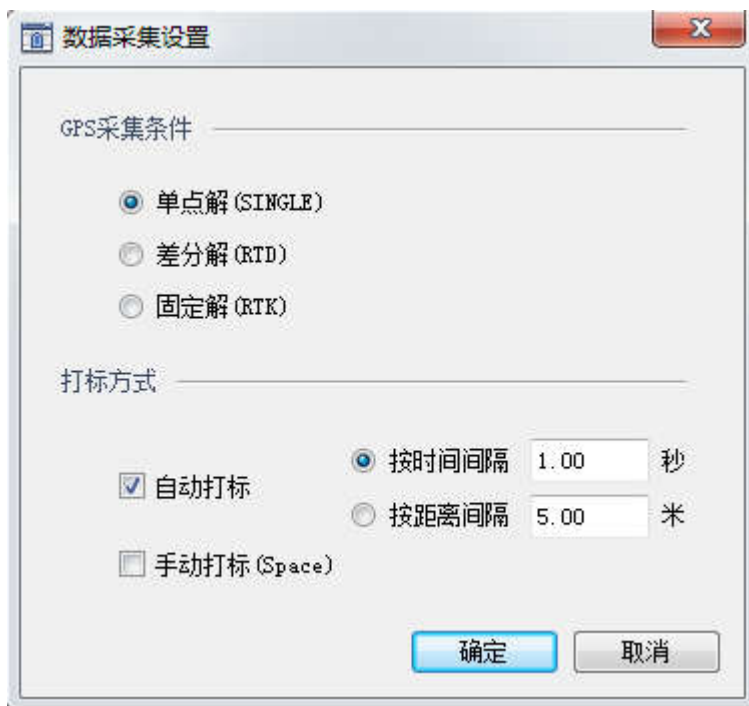 数据采集设置
GPS采集条件
单点解(SINGLE)
差分解(RTD)
固定解(RTK)
打标方式
自动打标
按时间间隔 1.00 秒
按距离间隔 5.00 米
手动打标(Space)
确定 取消